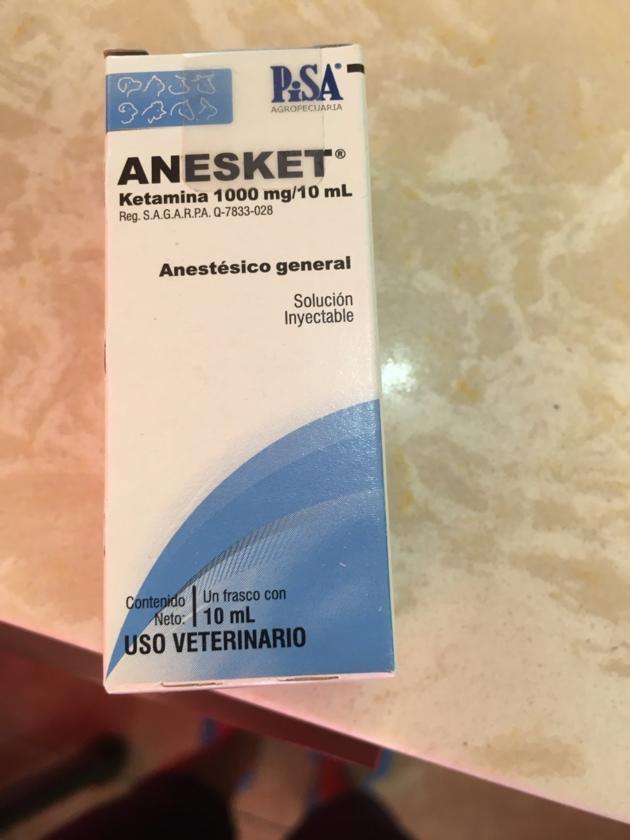 PiSA®
AGROPECUARIA
ANESKET®
Ketamina 1000 mg/10 mL
Reg. S.A.G.A.R.P.A. Q-7833-028
Anestésico general
Solución
Inyectable
Contenido
Neto:
Un frasco con
10 mL
USO VETERINARIO